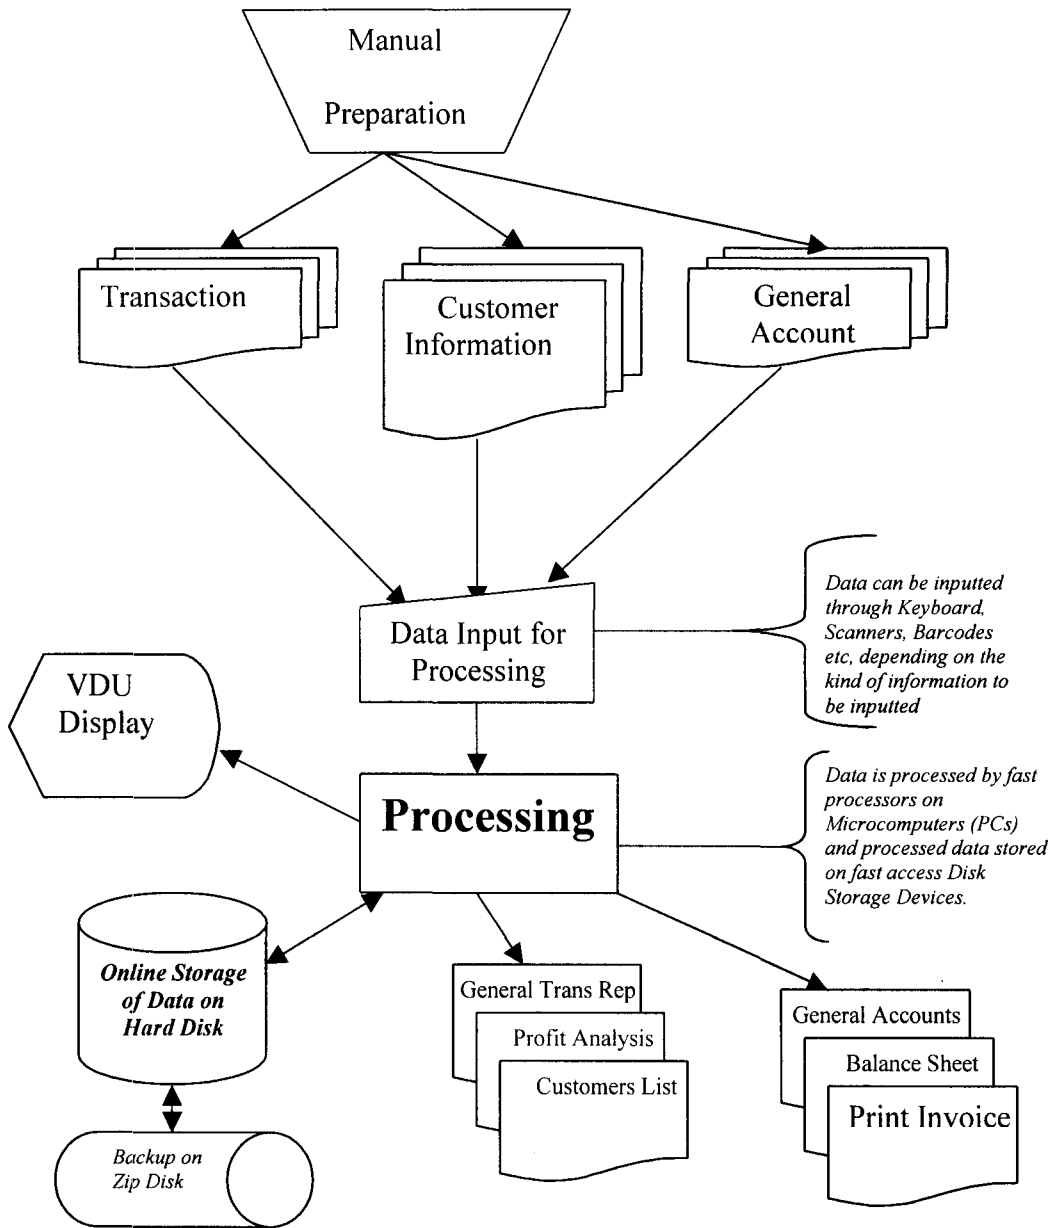 Manual
Preparation
Transaction
Customer
Information
General
Account
Data Input for
Processing
Data can be inputted
through Keyboard,
Scanners, Barcodes
etc, depending on the
kind of information to
be inputted
VDU
Display
Processing
Data is processed by fast
processors on
Microcomputers (PCs)
and processed data stored
on fast access Disk
Storage Devices.
Online Storage
of Data on
Hard Disk
General Trans Rep
Profit Analysis
Customers List
General Accounts
Balance Sheet
Print Invoice
Backup on
Zip Disk